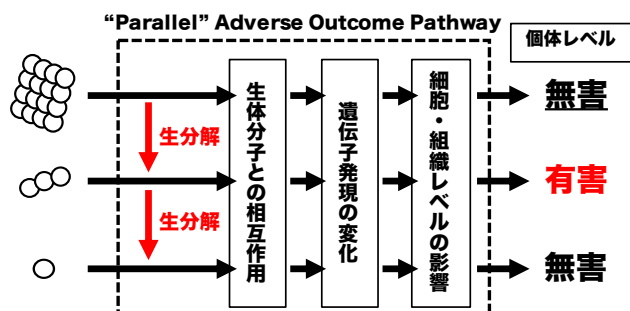 “Parallel” Adverse Outcome Pathway
個体レベル
生体分子との相互作用
遺伝子発現の変化
細胞・組織レベルの影響
無害
生分解
有害
生分解
無害